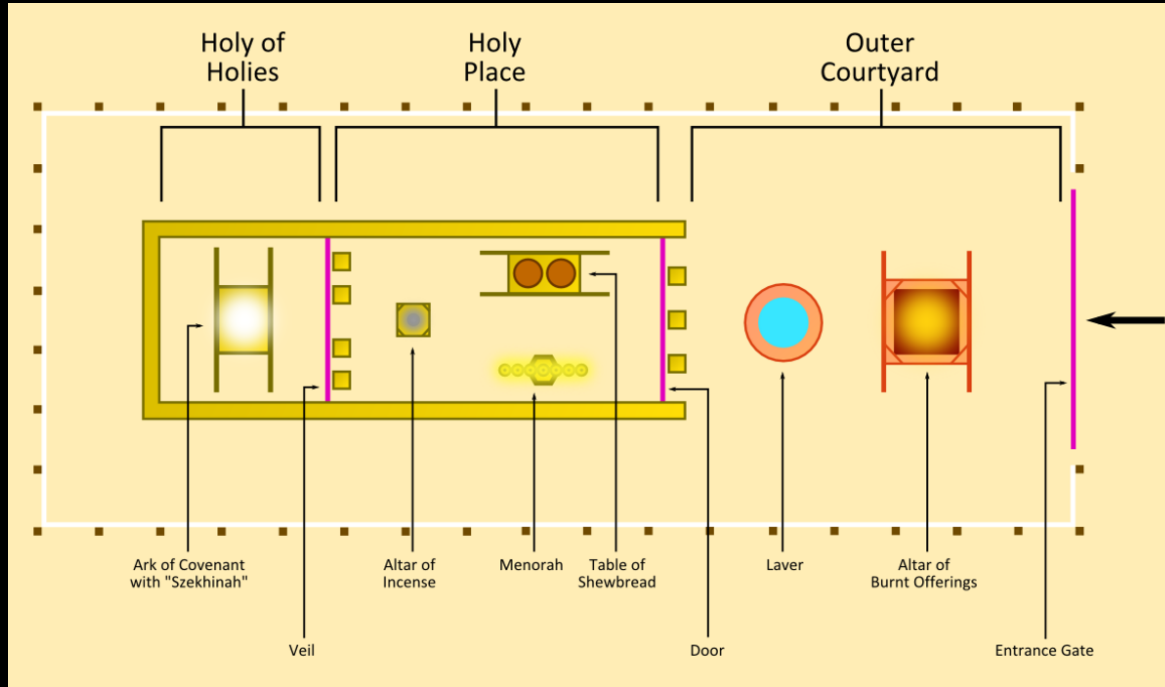 Holy of
Holies
Holy
Place
Outer
Courtyard
Ark of Covenant
with "Szekhinah"
Altar of
Incense
Menorah
Table of
Shewbread
Laver
Altar of
Burnt Offerings
Veil
Door
Entrance Gate